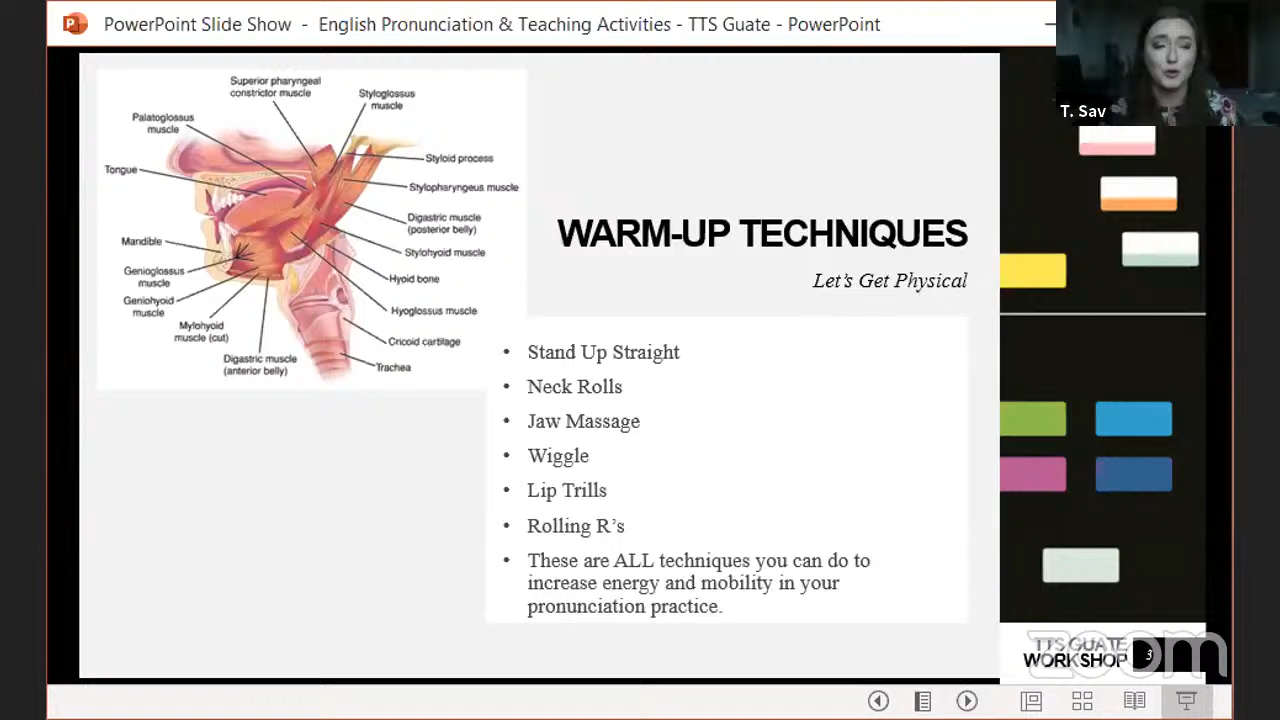 PowerPoint Slide Show - English Pronunciation & Teaching Activities - TTS Guate - PowerPoint
T. Sav
Superior pharyngeal
constrictor muscle
Styloglossus
muscle
Palatoglossus
muscle
Tongue
Styloid process
Stylopharyngeus muscle
Digastric muscle
(posterior belly)
Stylohyoid muscle
Mandible
Genioglossus
muscle
Hyoid bone
Geniohyoid
muscle
Hyoglossus muscle
Mylohyoid
muscle (cut)
Cricoid cartilage
Digastric muscle
(anterior belly)
Trachea
WARM-UP TECHNIQUES
Let's Get Physical
• Stand Up Straight
• Neck Rolls
• Jaw Massage
• Wiggle
• Lip Trills
• Rolling R's
• These are ALL techniques you can do to
increase energy and mobility in your
pronunciation practice.
TTS GUATE
WORKSHOP
3
zoom